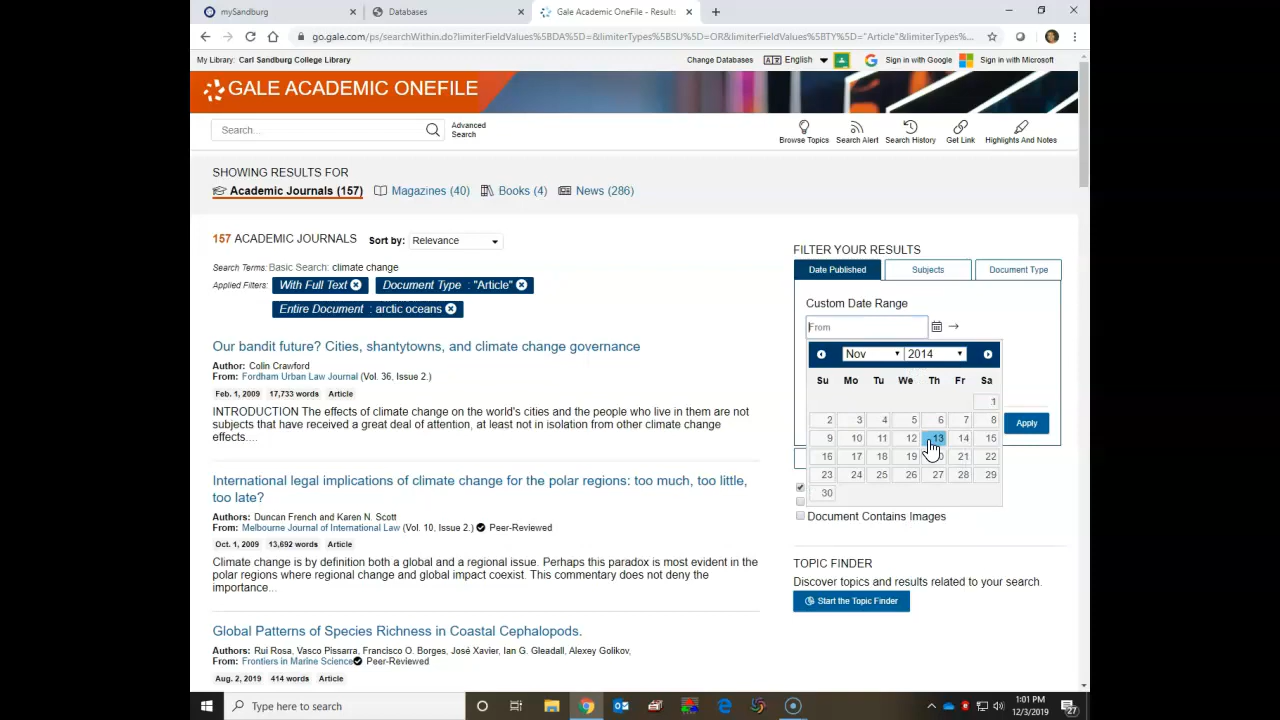 mySandburg
Databases
Gale Academic OneFile - Results
go.gale.com/ps/searchWithin.do?limiterFieldValues%5BDA%5D=&limiterTypes%5BSU%5D=OR&limiterFieldValues%5BTY%5D="Article"&limiterTypes%5...
My Library: Carl Sandburg College Library
Change Databases English Sign in with Google Sign in with Microsoft
GALE ACADEMIC ONEFILE
Search...
Advanced
Search
Browse Topics Search Alert Search History Get Link Highlights And Notes
SHOWING RESULTS FOR
Academic Journals (157) Magazines (40) Books (4) News (286)
157 ACADEMIC JOURNALS Sort by: Relevance
Search Terms: Basic Search: climate change
Applied Filters: With Full Text Document Type : "Article"
Entire Document : arctic oceans
Our bandit future? Cities, shantytowns, and climate change governance
Author: Colin Crawford
From: Fordham Urban Law Journal (Vol. 36, Issue 2.)
Feb. 1, 2009 17,733 words Article
INTRODUCTION The effects of climate change on the world's cities and the people who live in them are not
subjects that have received a great deal of attention, at least not in isolation from other climate change
effects....
International legal implications of climate change for the polar regions: too much, too little,
too late?
Authors: Duncan French and Karen N. Scott
From: Melbourne Journal of International Law (Vol. 10, Issue 2.) Peer-Reviewed
Oct. 1, 2009 13,692 words Article
Climate change is by definition both a global and a regional issue. Perhaps this paradox is most evident in the
polar regions where regional change and global impact coexist. This commentary does not deny the
importance...
Global Patterns of Species Richness in Coastal Cephalopods.
Authors: Rui Rosa, Vasco Pissarra, Francisco O. Borges, José Xavier, Ian G. Gleadall, Alexey Golikov,
From: Frontiers in Marine Science Peer-Reviewed
Aug. 2, 2019 414 words Article
FILTER YOUR RESULTS
Date Published Subjects Document Type
Custom Date Range
From
Nov 2014
Su Mo Tu We Th Fr Sa
1
2 3 4 5 6 7 8
9 10 11 12 13 14 15
16 17 18 19 21 22
23 24 25 26 27 28 29
30
Apply
Document Contains Images
TOPIC FINDER
Discover topics and results related to your search.
Start the Topic Finder
Type here to search
1:01 PM
12/3/2019
27